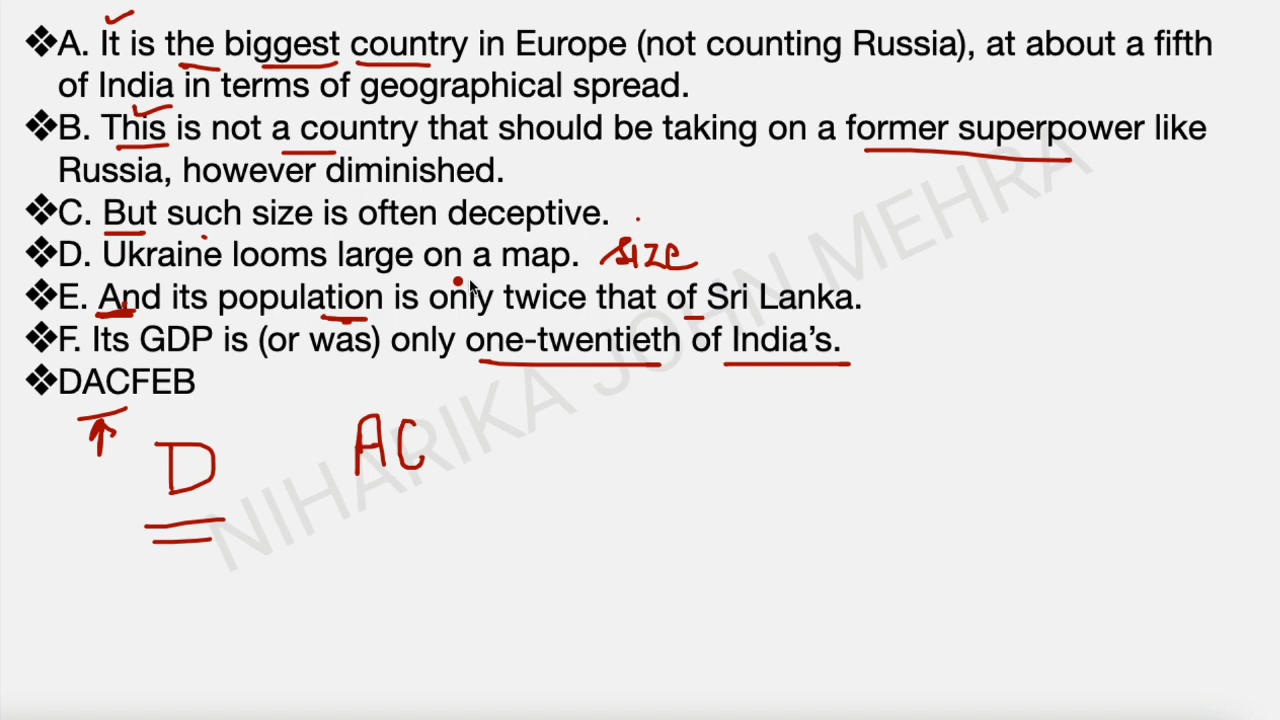 ❖A. It is the biggest country in Europe (not counting Russia), at about a fifth
of India in terms of geographical spread.
❖B. This is not a country that should be taking on a former superpower like
Russia, however diminished.
❖C. But such size is often deceptive.
❖D. Ukraine looms large on a map. size
❖E. And its population is only twice that of Sri Lanka.
❖F. Its GDP is (or was) only one-twentieth of India's.
❖DACFEB
D AC
NIHARIKA JOHN MEHRA